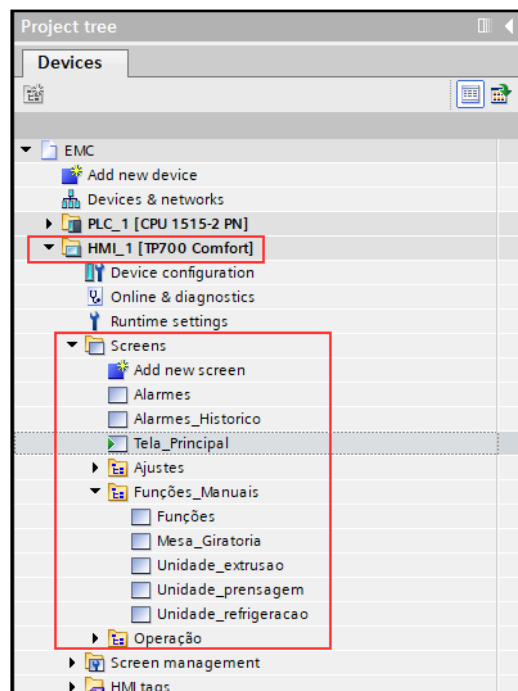 Project tree
Devices
EMC
Add new device
Devices & networks
PLC_1 [CPU 1515-2 PN]
HMI_1 [TP700 Comfort]
Device configuration
Online & diagnostics
Runtime settings
Screens
Add new screen
Alarmes
Alarmes_Historico
Tela_Principal
Ajustes
Funções_Manuais
Funções
Mesa_Giratoria
Unidade_extrusao
Unidade_prensagem
Unidade_refrigeracao
Operação
Screen management
HMI tags